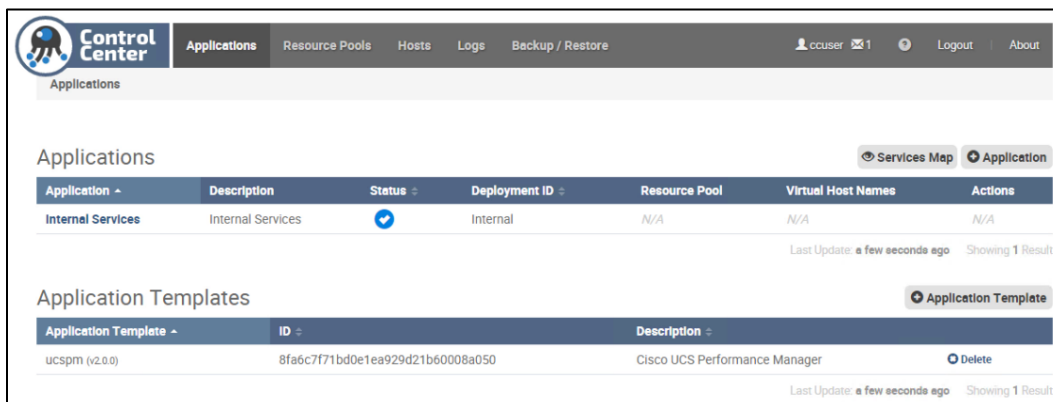 Control Center
Applications Resource Pools Hosts Logs Backup / Restore ccuser 1 ? Logout About
Applications
Applications
Services Map Application
Application Description Status Deployment ID Resource Pool Virtual Host Names Actions
Internal Services Internal Services Internal N/A N/A N/A
Last Update: a few seconds ago Showing 1 Result
Application Templates
Application Template
Application Template ID Description
ucspm (v2.0.0) 8fa6c7f71bd0e1ea929d21b60008a050 Cisco UCS Performance Manager Delete
Last Update: a few seconds ago Showing 1 Result